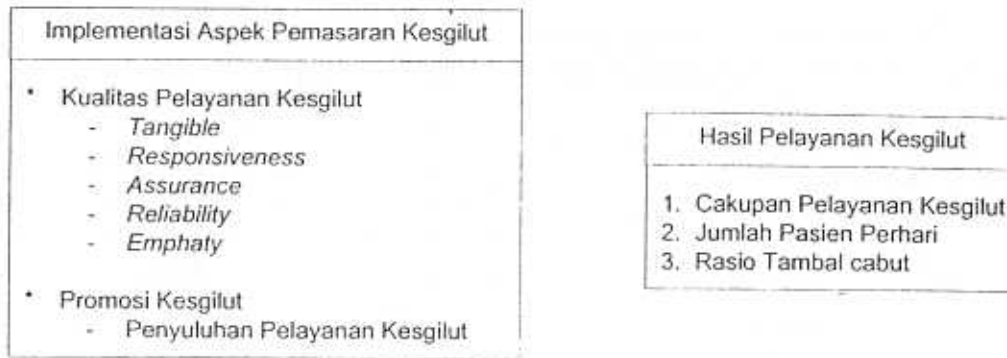 Implementasi Aspek Pemasaran Kesgilut
* Kualitas Pelayanan Kesgilut
- Tangible
- Responsiveness
- Assurance
- Reliability
- Emphaty
* Promosi Kesgilut
- Penyuluhan Pelayanan Kesgilut
Hasil Pelayanan Kesgilut
1. Cakupan Pelayanan Kesgilut
2. Jumlah Pasien Perhari
3. Rasio Tambal cabut